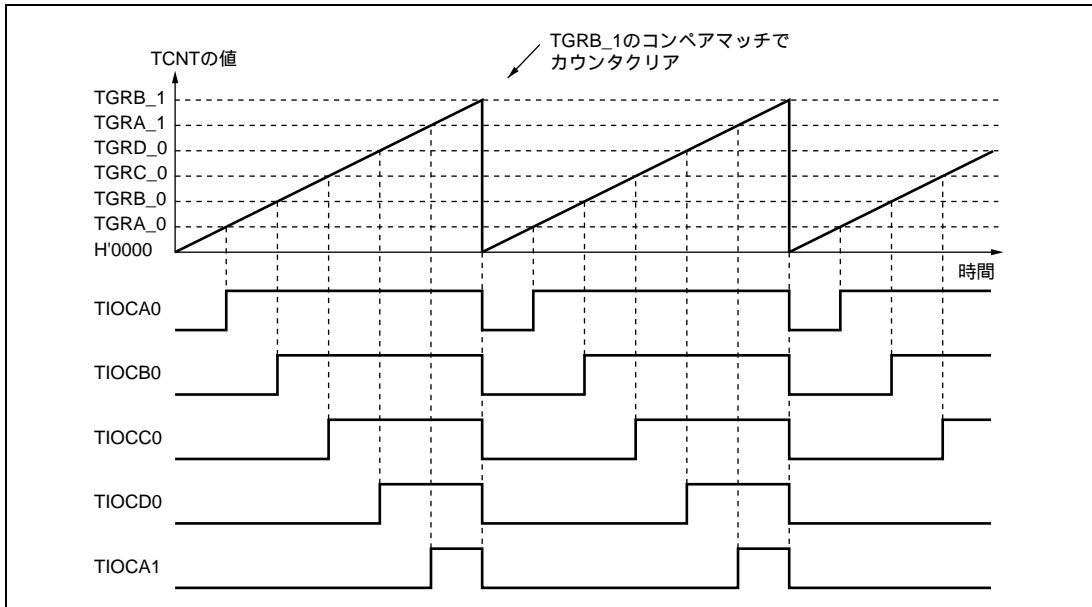 TGRB_1のコンペアマッチで
カウンタクリア
TCNTの値
TGRB_1
TGRA_1
TGRD_0
TGRC_0
TGRB_0
TGRA_0
H'0000
時間
TIOCA0
TIOCB0
TIOCC0
TIOCD0
TIOCA1